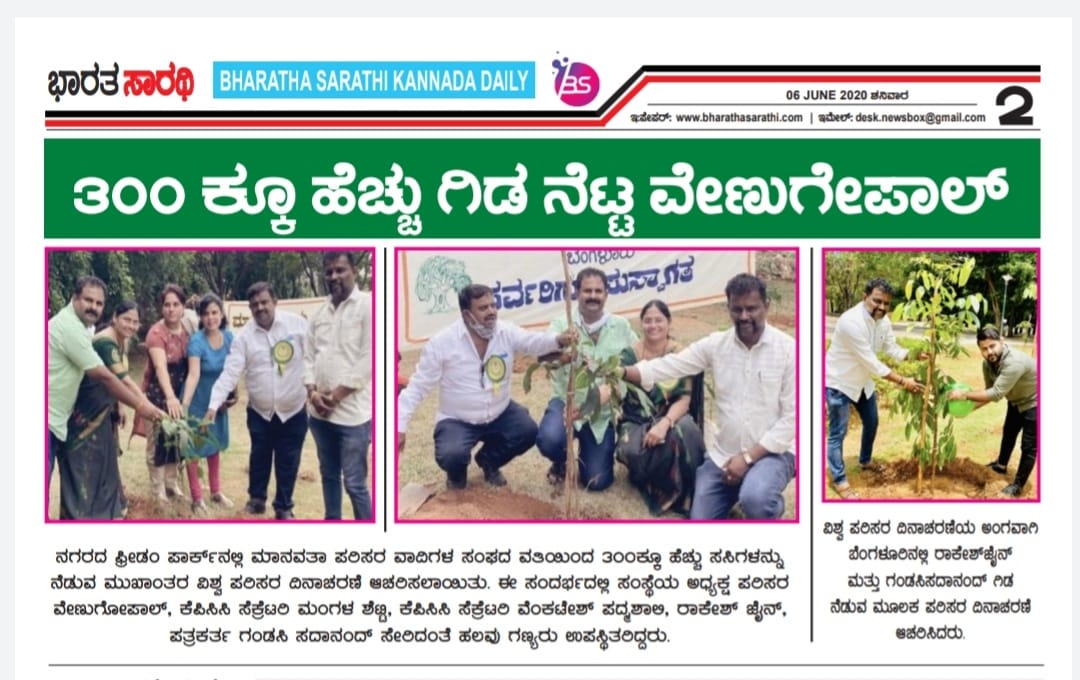 ಭಾರತ ಸಾರಥಿ BHARATHA SARATHI KANNADA DAILY BS
06 JUNE 2020 ಶನಿವಾರ
ಇಪೇಪರ್: www.bharathasarathi.com | ಇಮೇಲ್: desk.newsbox@gmail.com 2
೩೦೦ ಕ್ಕೂ ಹೆಚ್ಚು ಗಿಡ ನೆಟ್ಟ ವೇಣುಗೇಪಾಲ್
ಬೆಂಗಳೂರು
ನಗರದ ಫ್ರೀಡಂ ಪಾರ್ಕ್‌ನಲ್ಲಿ ಮಾನವತಾ ಪರಿಸರ ವಾದಿಗಳ ಸಂಘದ ವತಿಯಿಂದ ೩೦೦ಕ್ಕೂ ಹೆಚ್ಚು ಸಸಿಗಳನ್ನು
ನೆಡುವ ಮುಖಾಂತರ ವಿಶ್ವ ಪರಿಸರ ದಿನಾಚರಣೆ ಆಚರಿಸಲಾಯಿತು. ಈ ಸಂದರ್ಭದಲ್ಲಿ ಸಂಸ್ಥೆಯ ಅಧ್ಯಕ್ಷ ಪರಿಸರ
ವೇಣುಗೋಪಾಲ್, ಕೆಪಿಸಿಸಿ ಸೆಕ್ರೆಟರಿ ಮಂಗಳ ಶೆಟ್ಟಿ, ಕೆಪಿಸಿಸಿ ಸೆಕ್ರೆಟರಿ ವೆಂಕಟೇಶ್ ಪದ್ಮಶಾಲಿ, ರಾಕೇಶ್ ಜೈನ್,
ಪತ್ರಕರ್ತ ಗಂಡಸಿ ಸದಾನಂದ್ ಸೇರಿದಂತೆ ಹಲವು ಗಣ್ಯರು ಉಪಸ್ಥಿತರಿದ್ದರು.
ವಿಶ್ವ ಪರಿಸರ ದಿನಾಚರಣೆಯ ಅಂಗವಾಗಿ
ಬೆಂಗಳೂರಿನಲ್ಲಿ ರಾಕೇಶ್‌ಜೈನ್
ಮತ್ತು ಗಂಡಸಿಸದಾನಂದ್ ಗಿಡ
ನೆಡುವ ಮೂಲಕ ಪರಿಸರ ದಿನಾಚರಣೆ
ಆಚರಿಸಿದರು.